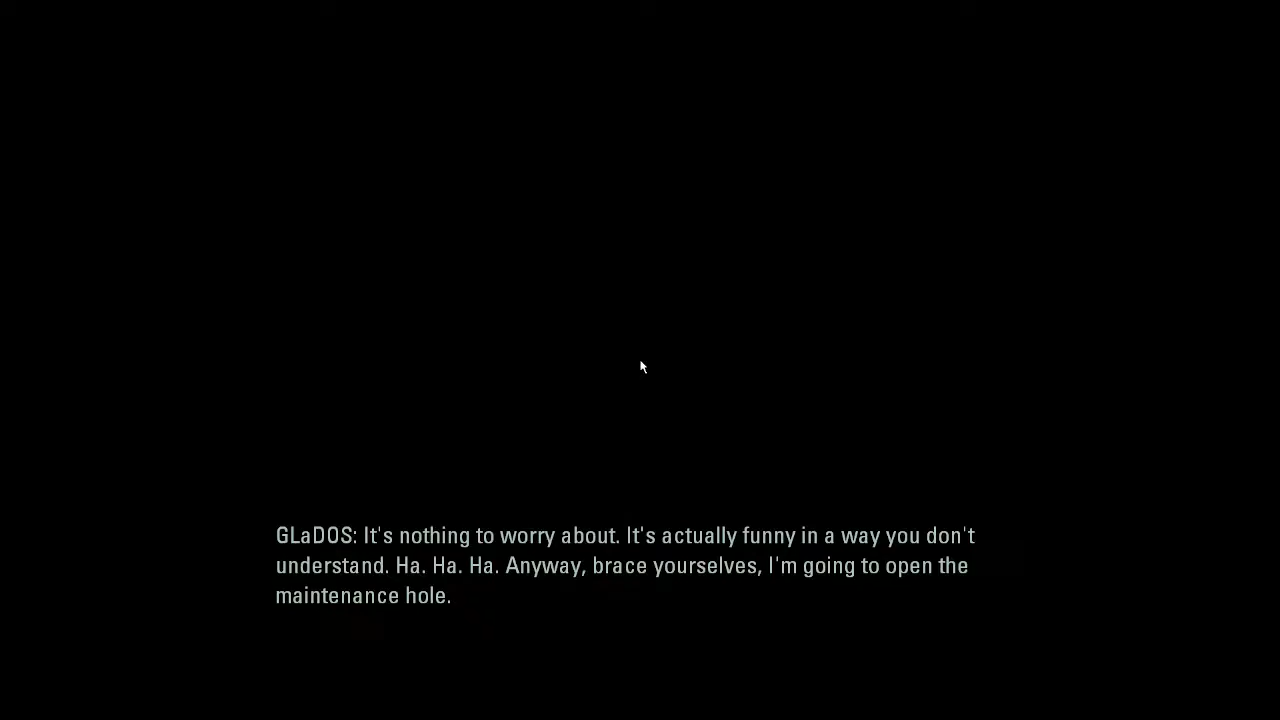 GLaDOS: It's nothing to worry about. It's actually funny in a way you don't
understand. Ha. Ha. Ha. Anyway, brace yourselves, I'm going to open the
maintenance hole.